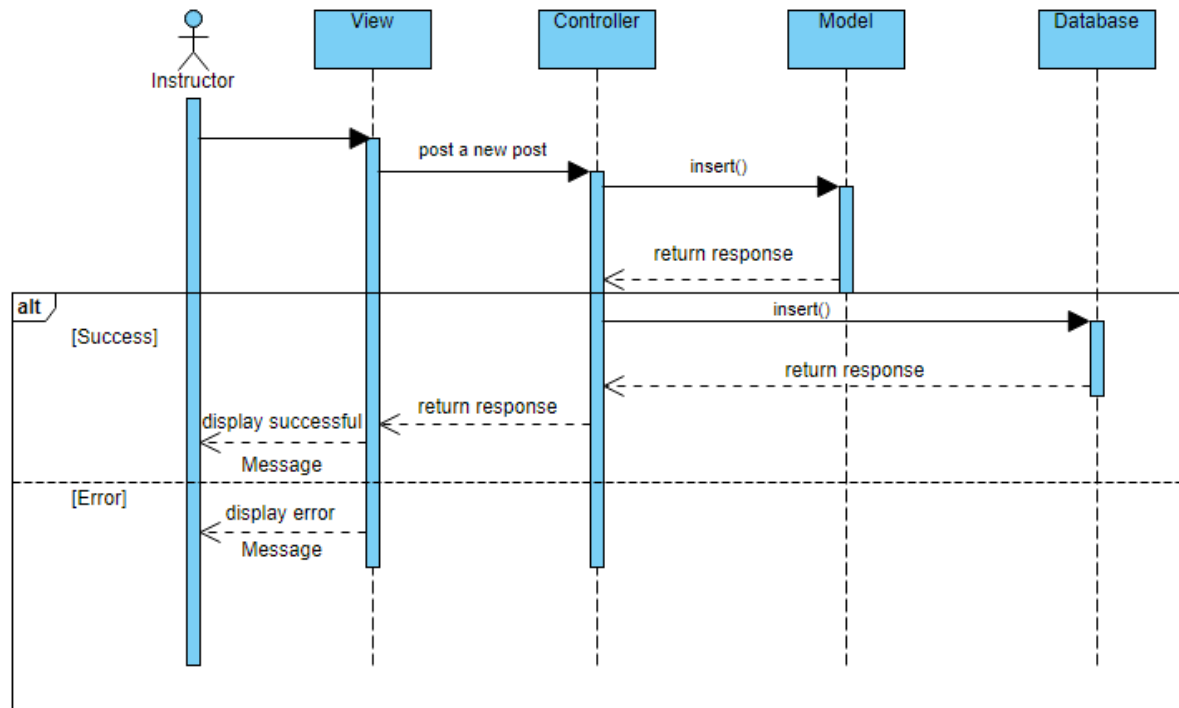 View
Controller
Model
Database
Instructor
post a new post
insert()
return response
alt
insert()
[Success]
return response
return response
display successful
Message
[Error]
display error
Message